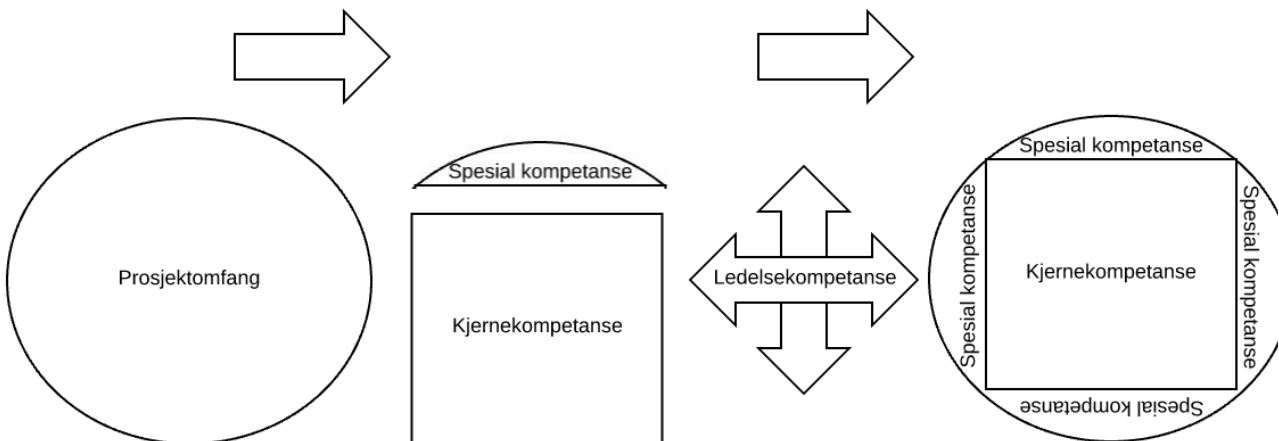 Prosjektomfang
Spesial kompetanse
Kjernekompetanse
Ledelsekompetanse
Spesial kompetanse
Spesial kompetanse
Kjernekompetanse
Spesial kompetanse
Spesial kompetanse